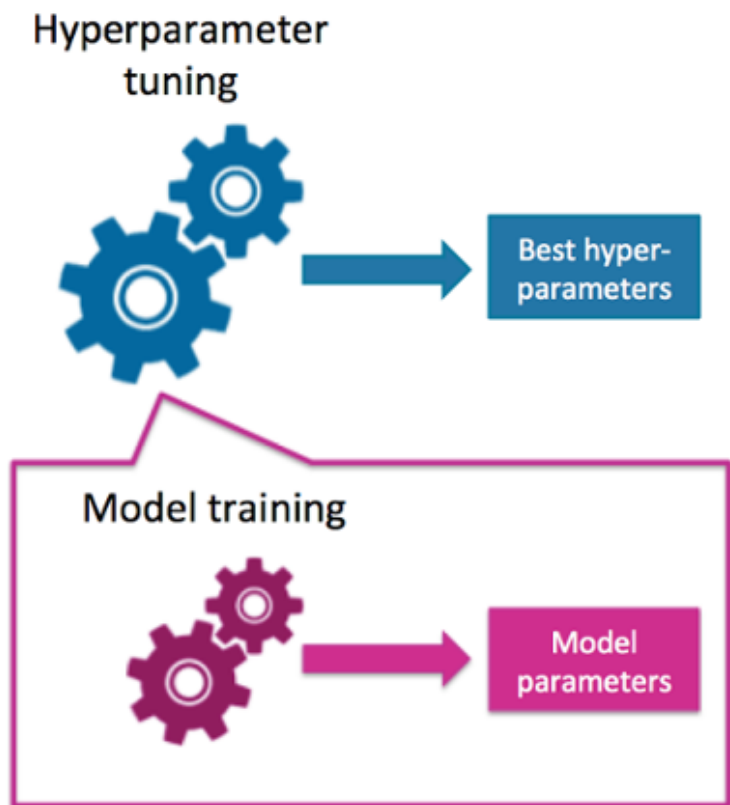 Hyperparameter
tuning
Best hyper-
parameters
Model training
Model
parameters